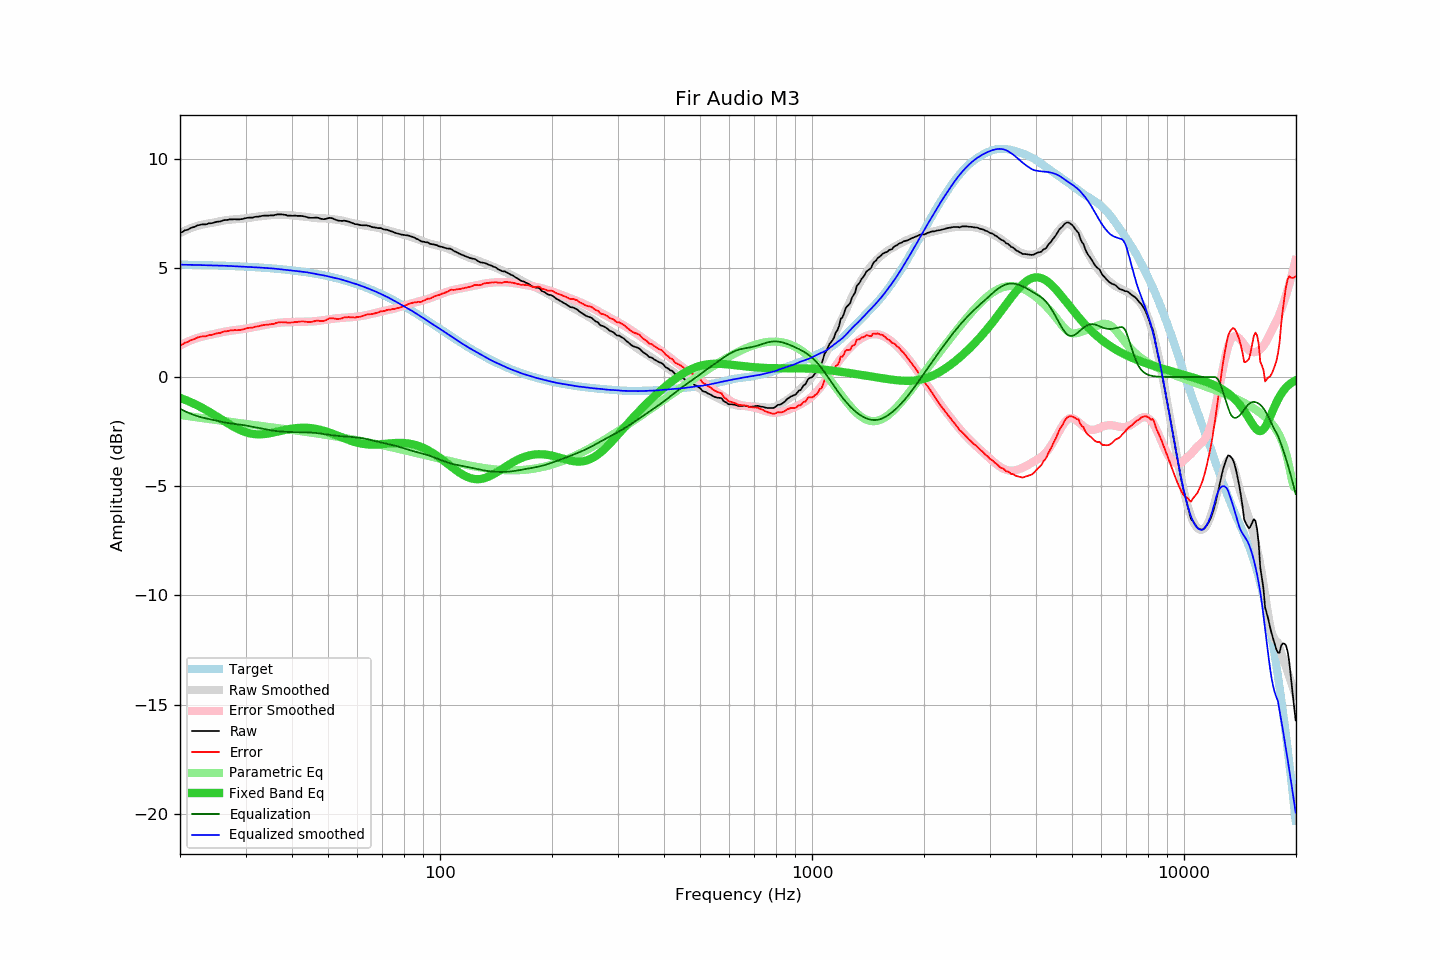 Fir Audio M3
10
5
0
−5
−10
−15
−20
Amplitude (dBr)
Target
Raw Smoothed
Error Smoothed
Raw
Error
Parametric Eq
Fixed Band Eq
Equalization
Equalized smoothed
100 1000 10000
Frequency (Hz)